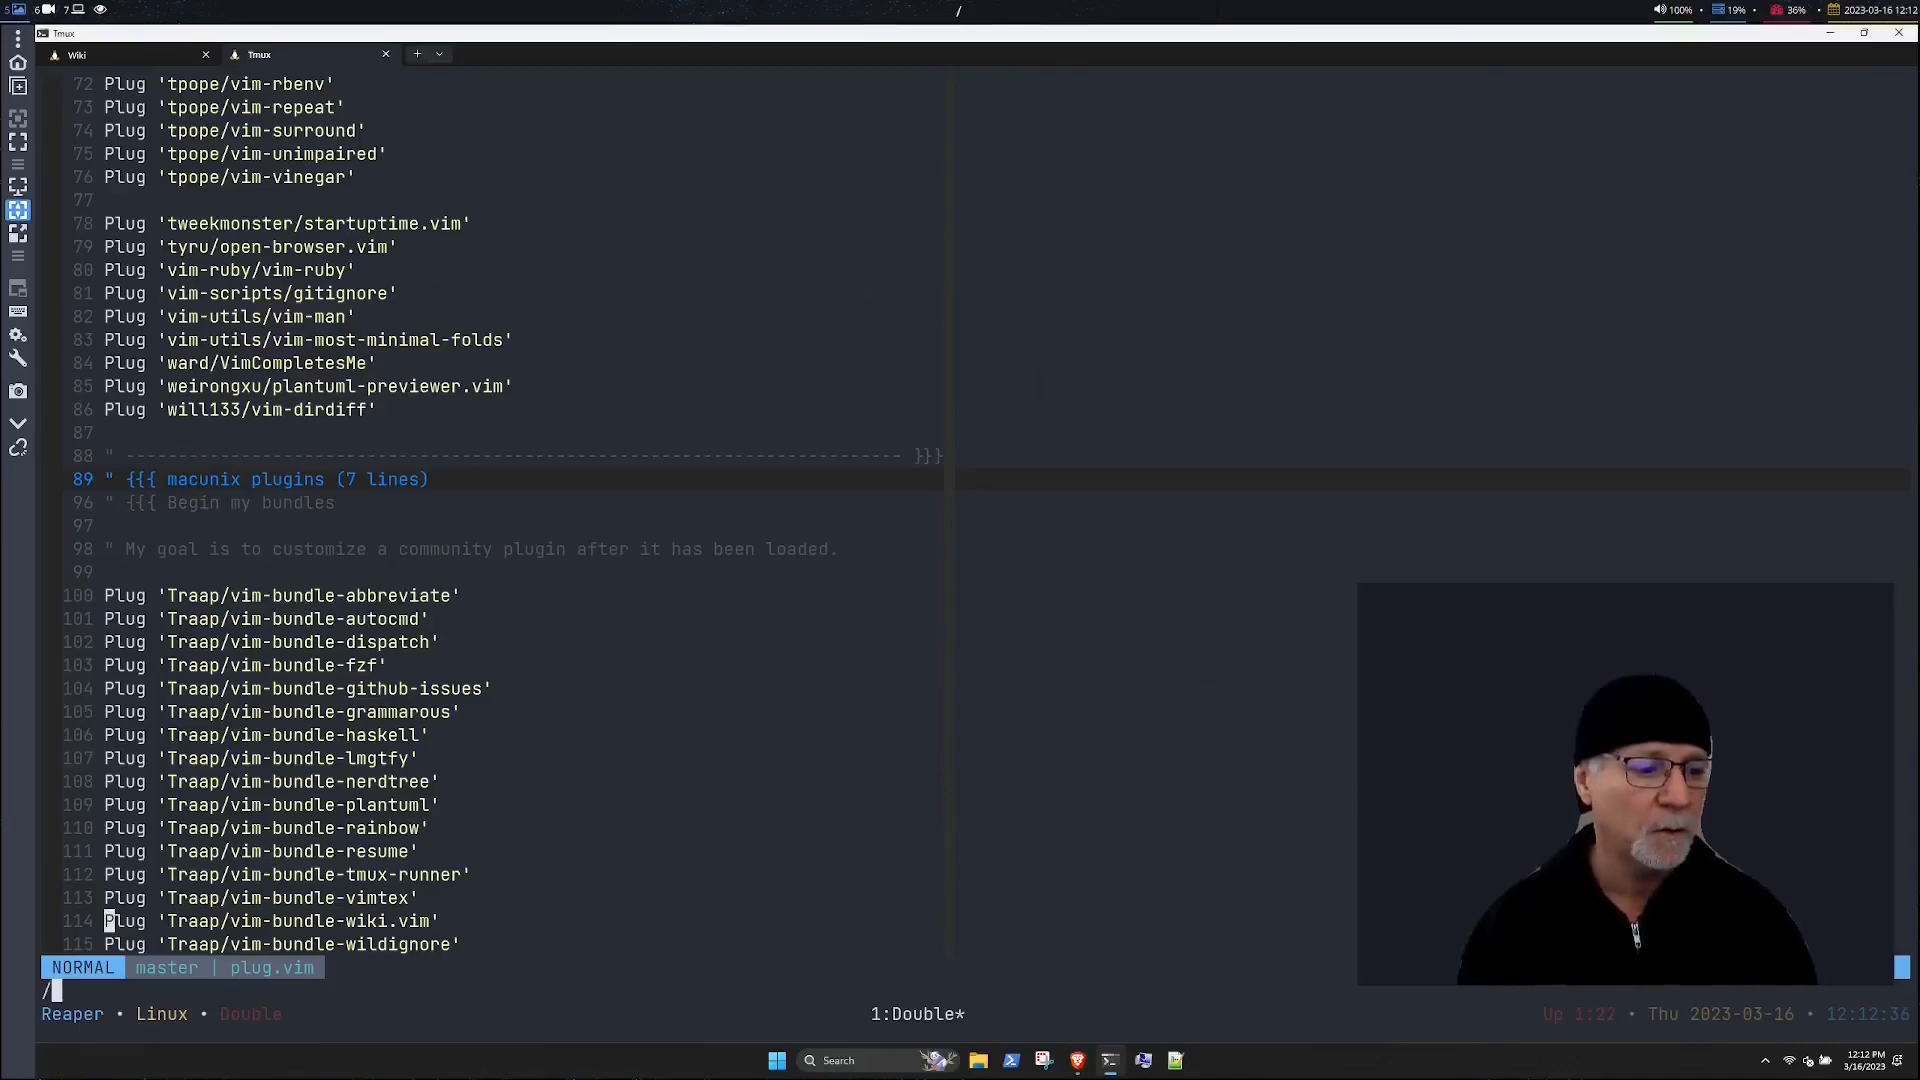 5 6 7 / 100% • 19% • 36% • 2023-03-16 12:12
Tmux
Wiki Tmux
72 Plug 'tpope/vim-rbenv'
73 Plug 'tpope/vim-repeat'
74 Plug 'tpope/vim-surround'
75 Plug 'tpope/vim-unimpaired'
76 Plug 'tpope/vim-vinegar'
77
78 Plug 'tweekmonster/startuptime.vim'
79 Plug 'tyru/open-browser.vim'
80 Plug 'vim-ruby/vim-ruby'
81 Plug 'vim-scripts/gitignore'
82 Plug 'vim-utils/vim-man'
83 Plug 'vim-utils/vim-most-minimal-folds'
84 Plug 'ward/VimCompletesMe'
85 Plug 'weirongxu/plantuml-previewer.vim'
86 Plug 'will133/vim-dirdiff'
87
88 " -------------------------------------------------------------------------- }}}
89 " {{{ macunix plugins (7 lines)
96 " {{{ Begin my bundles
97
98 " My goal is to customize a community plugin after it has been loaded.
99
100 Plug 'Traap/vim-bundle-abbreviate'
101 Plug 'Traap/vim-bundle-autocmd'
102 Plug 'Traap/vim-bundle-dispatch'
103 Plug 'Traap/vim-bundle-fzf'
104 Plug 'Traap/vim-bundle-github-issues'
105 Plug 'Traap/vim-bundle-grammarous'
106 Plug 'Traap/vim-bundle-haskell'
107 Plug 'Traap/vim-bundle-lmgtfy'
108 Plug 'Traap/vim-bundle-nerdtree'
109 Plug 'Traap/vim-bundle-plantuml'
110 Plug 'Traap/vim-bundle-rainbow'
111 Plug 'Traap/vim-bundle-resume'
112 Plug 'Traap/vim-bundle-tmux-runner'
113 Plug 'Traap/vim-bundle-vimtex'
114 Plug 'Traap/vim-bundle-wiki.vim'
115 Plug 'Traap/vim-bundle-wildignore'
NORMAL master | plug.vim
/
Reaper • Linux • Double 1:Double* Up 1:22 • Thu 2023-03-16 • 12:12:36
Search 12:12 PM
3/16/2023